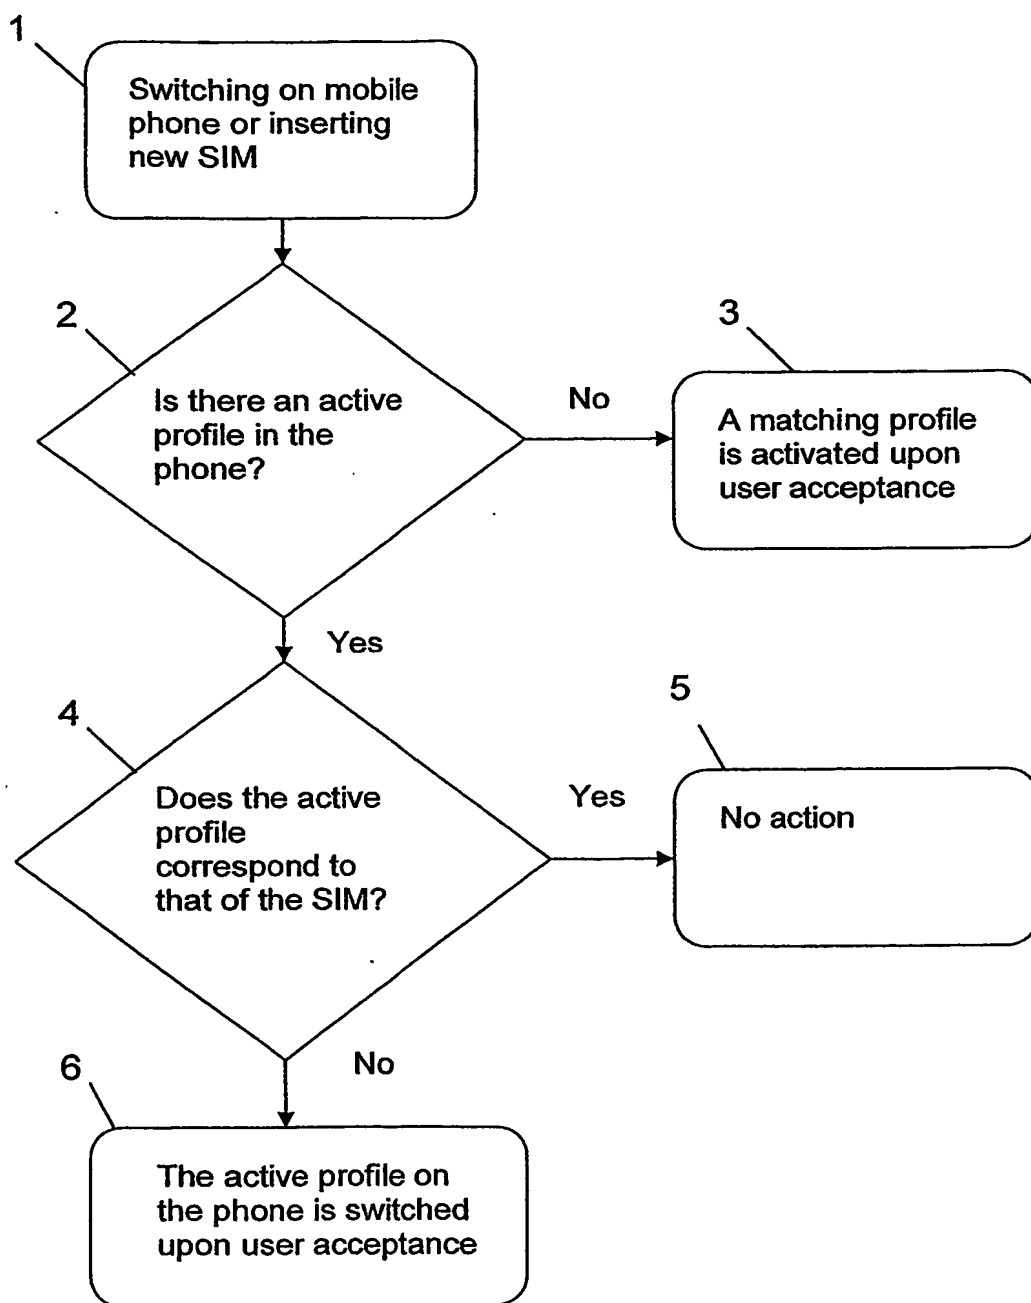 1
Switching on mobile
phone or inserting
new SIM
2
Is there an active
profile in the
phone?
No
3
A matching profile
is activated upon
user acceptance
Yes
4
Does the active
profile
correspond to
that of the SIM?
Yes
5
No action
No
6
The active profile on
the phone is switched
upon user acceptance